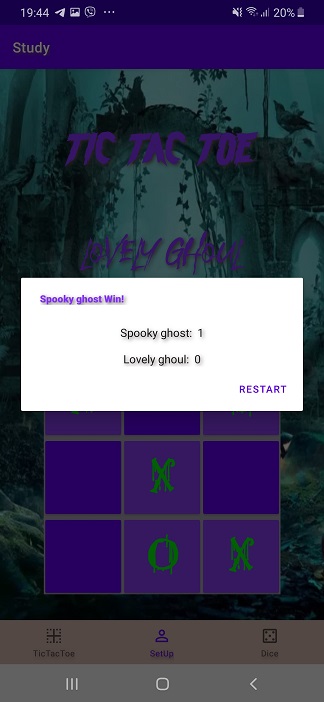 19:44
20%
Study
TIC TAC TOE
LOVELY GHOUL
Spooky ghost Win!
Spooky ghost: 1
Lovely ghoul: 0
RESTART
X
O X
TicTacToe SetUp Dice